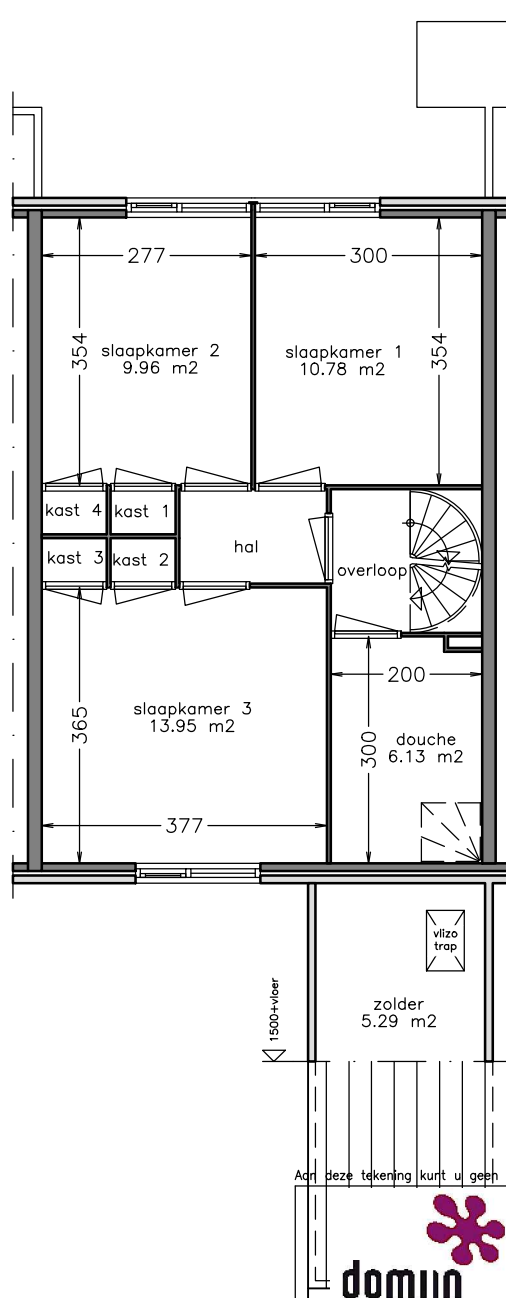 277
300
354
354
slaapkamer 2
9.96 m2
slaapkamer 1
10.78 m2
kast 4
kast 1
kast 3
kast 2
hal
overloop
200
365
300
slaapkamer 3
13.95 m2
douche
6.13 m2
377
vlizo
trap
1500+vloer
zolder
5.29 m2
Aan deze tekening kunt u geen
domijn